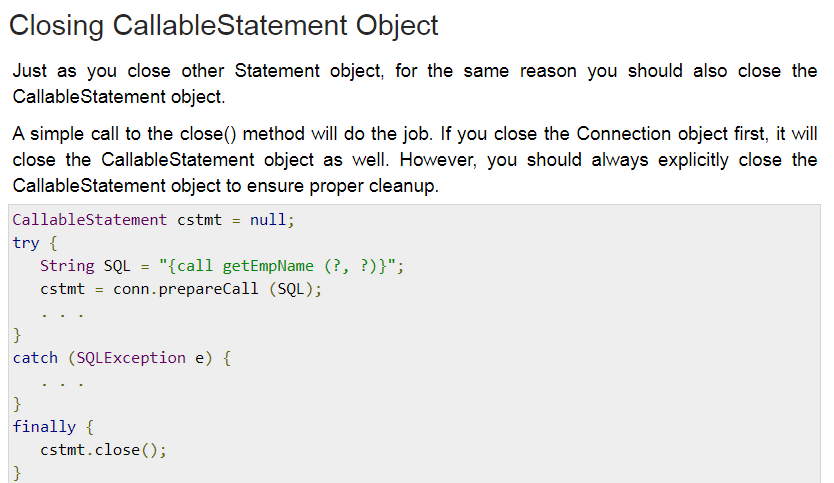 Closing CallableStatement Object
Just as you close other Statement object, for the same reason you should also close the
CallableStatement object.
A simple call to the close() method will do the job. If you close the Connection object first, it will
close the CallableStatement object as well. However, you should always explicitly close the
CallableStatement object to ensure proper cleanup.
CallableStatement cstmt = null;
try {
   String SQL = "{call getEmpName (?, ?)}";
   cstmt = conn.prepareCall (SQL);
   . . .
}
catch (SQLException e) {
   . . .
}
finally {
   cstmt.close();
}